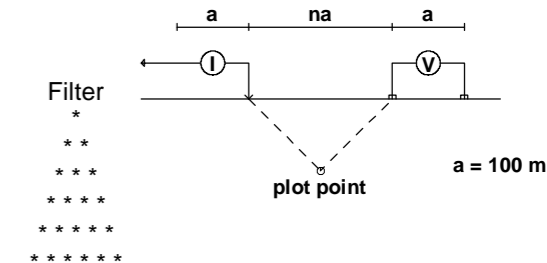 a na a
I V
Filter
*
* *
* * *
* * * *
* * * * *
* * * * * *
plot point
a = 100 m